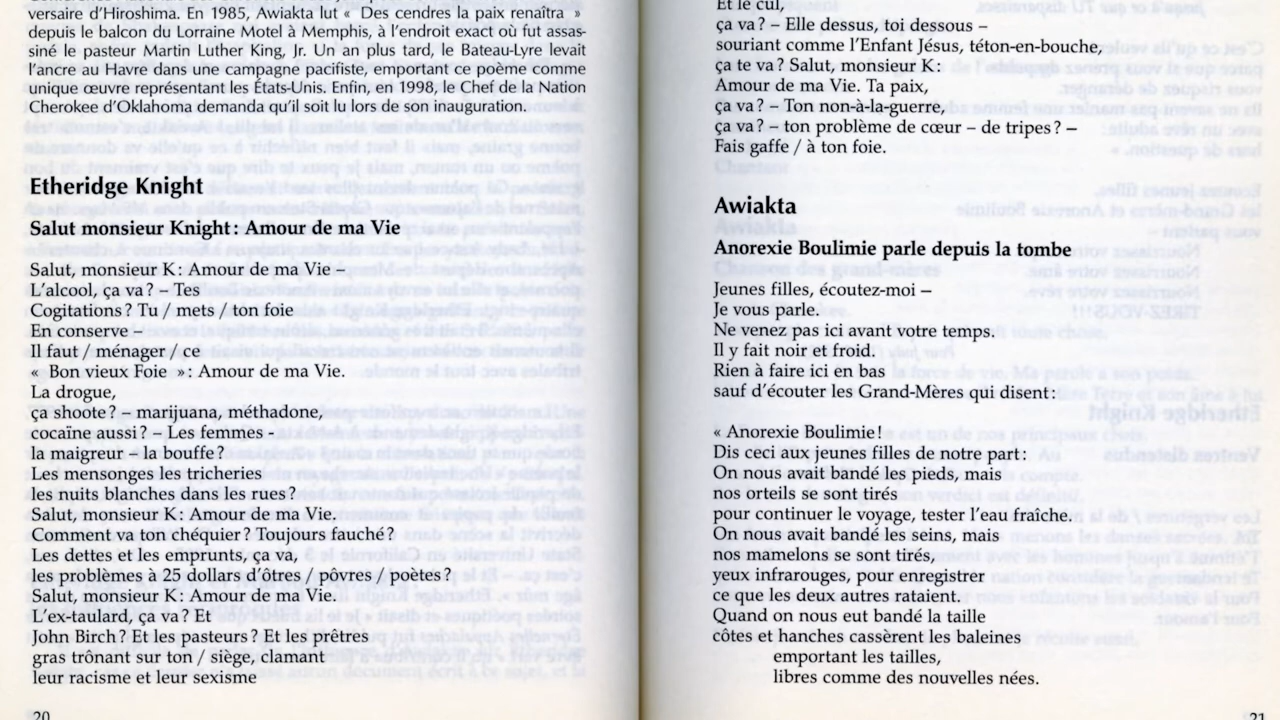 versaire d'Hiroshima. En 1985, Awiakta lut « Des cendres la paix renaîtra »
depuis le balcon du Lorraine Motel à Memphis, à l'endroit exact où fut assas-
siné le pasteur Martin Luther King, Jr. Un an plus tard, le Bateau-Lyre levait
l'ancre au Havre dans une campagne pacifiste, emportant ce poème comme
unique œuvre représentant les États-Unis. Enfin, en 1998, le Chef de la Nation
Cherokee d'Oklahoma demanda qu'il soit lu lors de son inauguration.
Etheridge Knight
Salut monsieur Knight : Amour de ma Vie
Salut, monsieur K : Amour de ma Vie –
L'alcool, ça va ? – Tes
Cogitations ? Tu / mets / ton foie
En conserve -
Il faut / ménager / ce
« Bon vieux Foie » : Amour de ma Vie.
La drogue,
ça shoote ? – marijuana, méthadone,
cocaïne aussi ? – Les femmes -
la maigreur – la bouffe ?
Les mensonges les tricheries
les nuits blanches dans les rues ?
Salut, monsieur K : Amour de ma Vie.
Comment va ton chéquier ? Toujours fauché ?
Les dettes et les emprunts, ça va,
les problèmes à 25 dollars d'êtres / pôvres / poètes ?
Salut, monsieur K : Amour de ma Vie.
L'ex-taulard, ça va ? Et
John Birch ? Et les pasteurs ? Et les prêtres
gras trônant sur ton / siège, clamant
leur racisme et leur sexisme
20
Et le cul,
ça va ? – Elle dessus, toi dessous –
souriant comme l'Enfant Jésus, téton-en-bouche,
ça te va ? Salut, monsieur K :
Amour de ma Vie. Ta paix,
ça va ? – Ton non-à-la-guerre,
ça va ? – ton problème de cœur – de tripes ? –
Fais gaffe / à ton foie.
Awiakta
Anorexie Boulimie parle depuis la tombe
Jeunes filles, écoutez-moi –
Je vous parle.
Ne venez pas ici avant votre temps.
Il y fait noir et froid.
Rien à faire ici en bas
sauf d'écouter les Grand-Mères qui disent :
« Anorexie Boulimie !
Dis ceci aux jeunes filles de notre part :
On nous avait bandé les pieds, mais
nos orteils se sont tirés
pour continuer le voyage, tester l'eau fraîche.
On nous avait bandé les seins, mais
nos mamelons se sont tirés,
yeux infrarouges, pour enregistrer
ce que les deux autres rataient.
Quand on nous eut bandé la taille
côtes et hanches cassèrent les baleines
emportant les tailles,
libres comme des nouvelles nées.
21